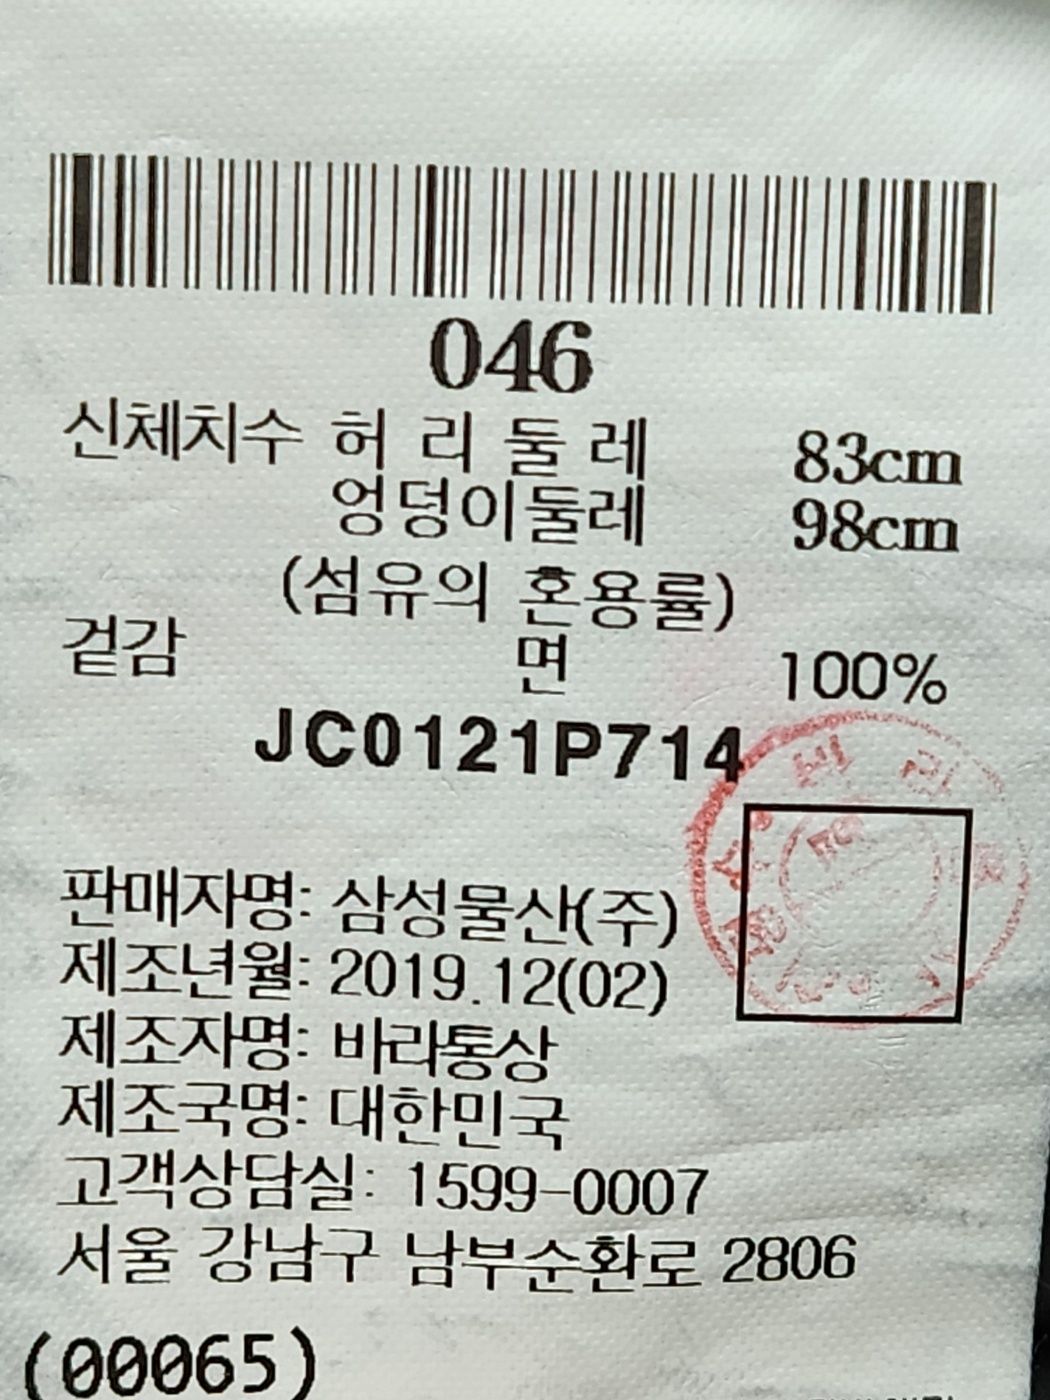 046
신체치수 허 리 둘 레 83cm
엉덩이둘레 98cm
(섬유의 혼용률)
겉감 면 100%
JC0121P714
판매자명: 삼성물산(주)
제조년월: 2019.12(02)
제조자명: 바라통상
제조국명: 대한민국
고객상담실: 1599-0007
서울 강남구 남부순환로 2806
(00065)